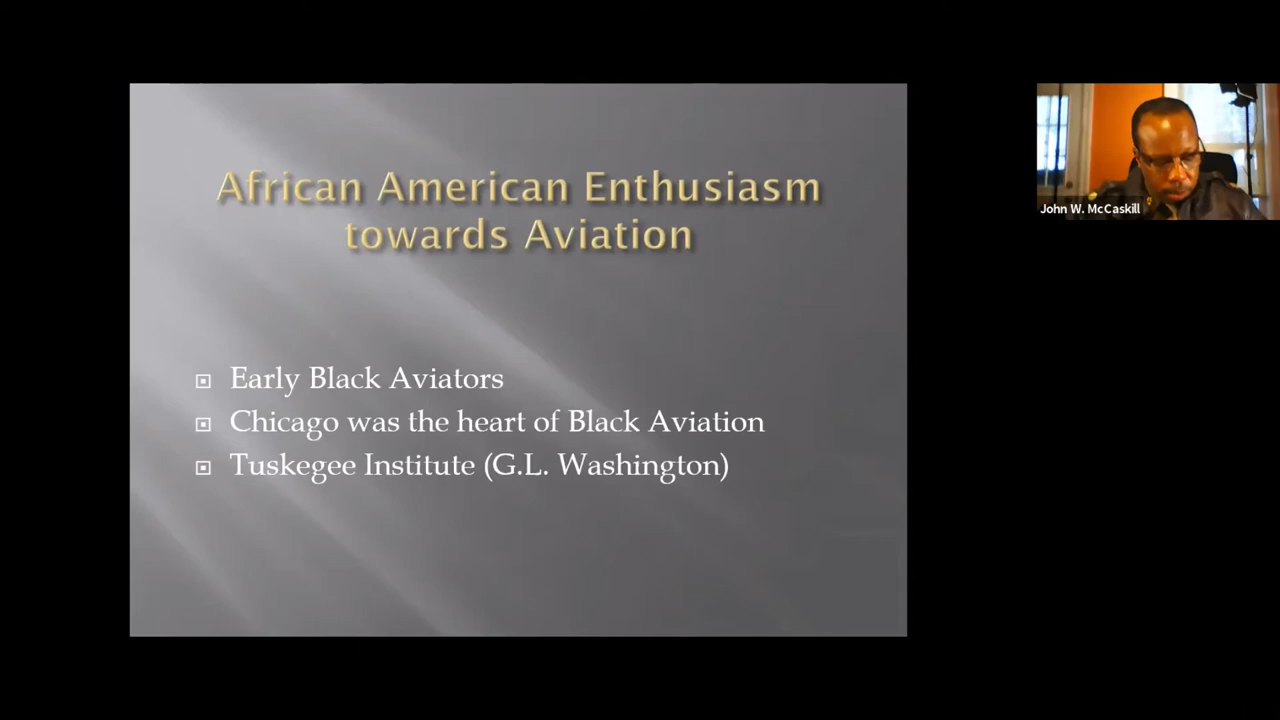 African American Enthusiasm
towards Aviation
Early Black Aviators
Chicago was the heart of Black Aviation
Tuskegee Institute (G.L. Washington)
John W. McCaskill